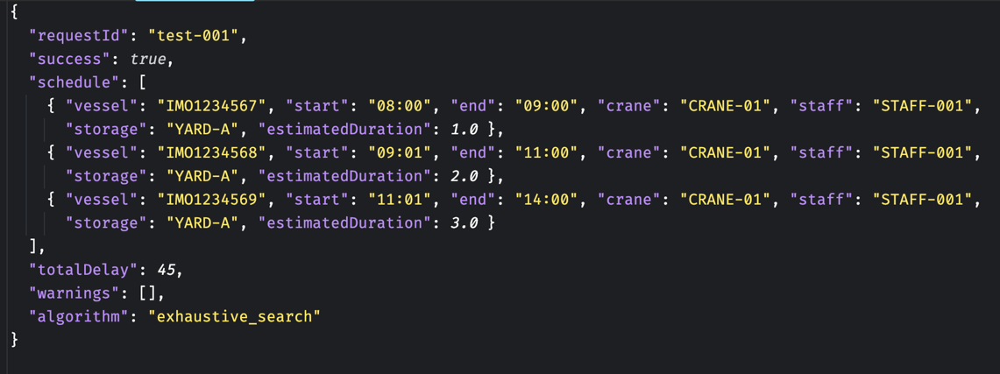 {
"requestId": "test-001",
"success": true,
"schedule": [
{ "vessel": "IMO1234567", "start": "08:00", "end": "09:00", "crane": "CRANE-01", "staff": "STAFF-001",
"storage": "YARD-A", "estimatedDuration": 1.0 },
{ "vessel": "IMO1234568", "start": "09:01", "end": "11:00", "crane": "CRANE-01", "staff": "STAFF-001",
"storage": "YARD-A", "estimatedDuration": 2.0 },
{ "vessel": "IMO1234569", "start": "11:01", "end": "14:00", "crane": "CRANE-01", "staff": "STAFF-001",
"storage": "YARD-A", "estimatedDuration": 3.0 }
],
"totalDelay": 45,
"warnings": [],
"algorithm": "exhaustive_search"
}